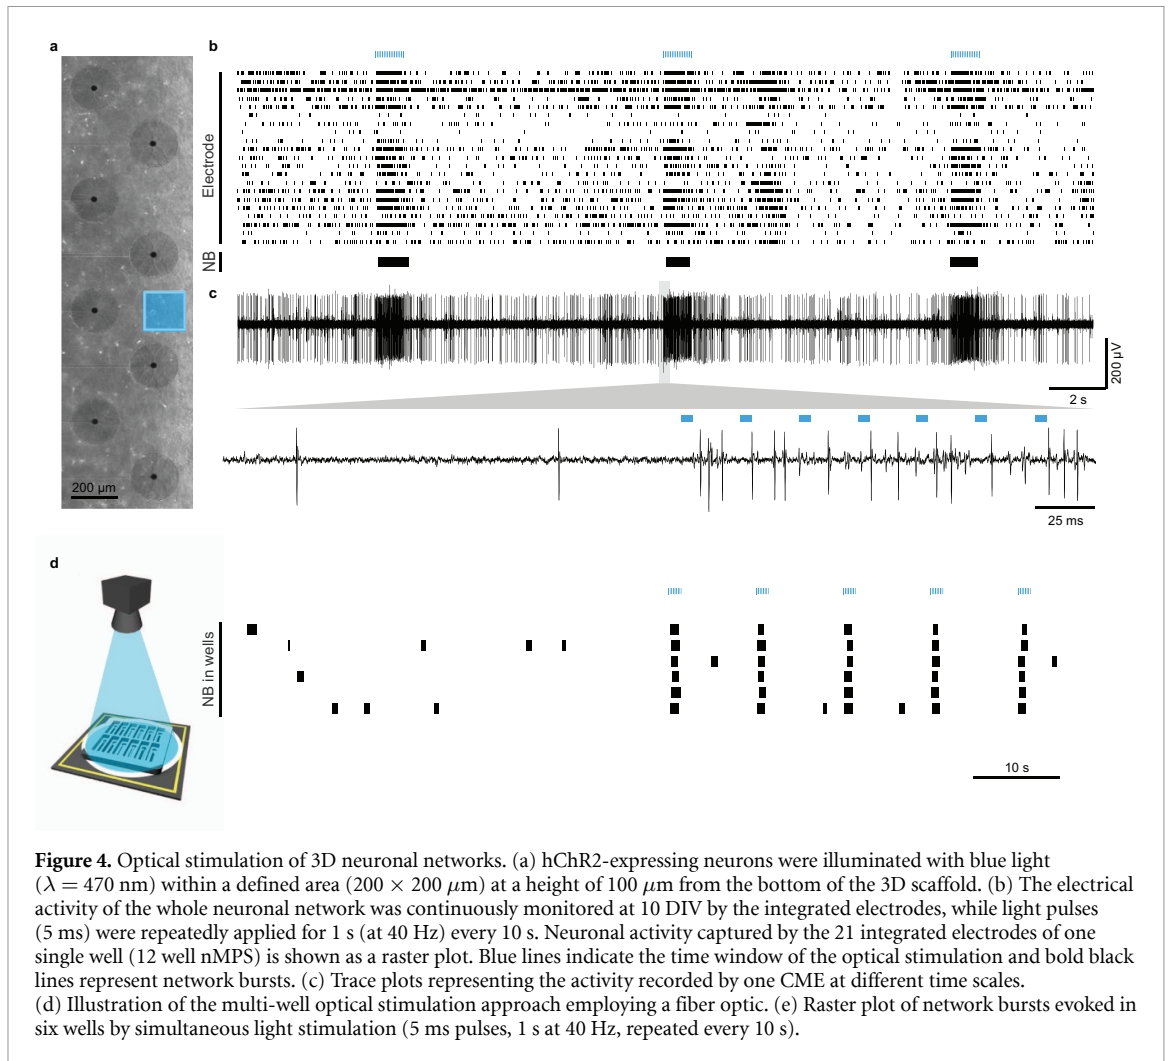 a
200 µm
b
Electrode
NB
c
200 µV
2 s
25 ms
d
NB in wells
10 s
Figure 4. Optical stimulation of 3D neuronal networks. (a) hChR2-expressing neurons were illuminated with blue light
(λ = 470 nm) within a defined area (200 × 200 µm) at a height of 100 µm from the bottom of the 3D scaffold. (b) The electrical
activity of the whole neuronal network was continuously monitored at 10 DIV by the integrated electrodes, while light pulses
(5 ms) were repeatedly applied for 1 s (at 40 Hz) every 10 s. Neuronal activity captured by the 21 integrated electrodes of one
single well (12 well nMPS) is shown as a raster plot. Blue lines indicate the time window of the optical stimulation and bold black
lines represent network bursts. (c) Trace plots representing the activity recorded by one CME at different time scales.
(d) Illustration of the multi-well optical stimulation approach employing a fiber optic. (e) Raster plot of network bursts evoked in
six wells by simultaneous light stimulation (5 ms pulses, 1 s at 40 Hz, repeated every 10 s).